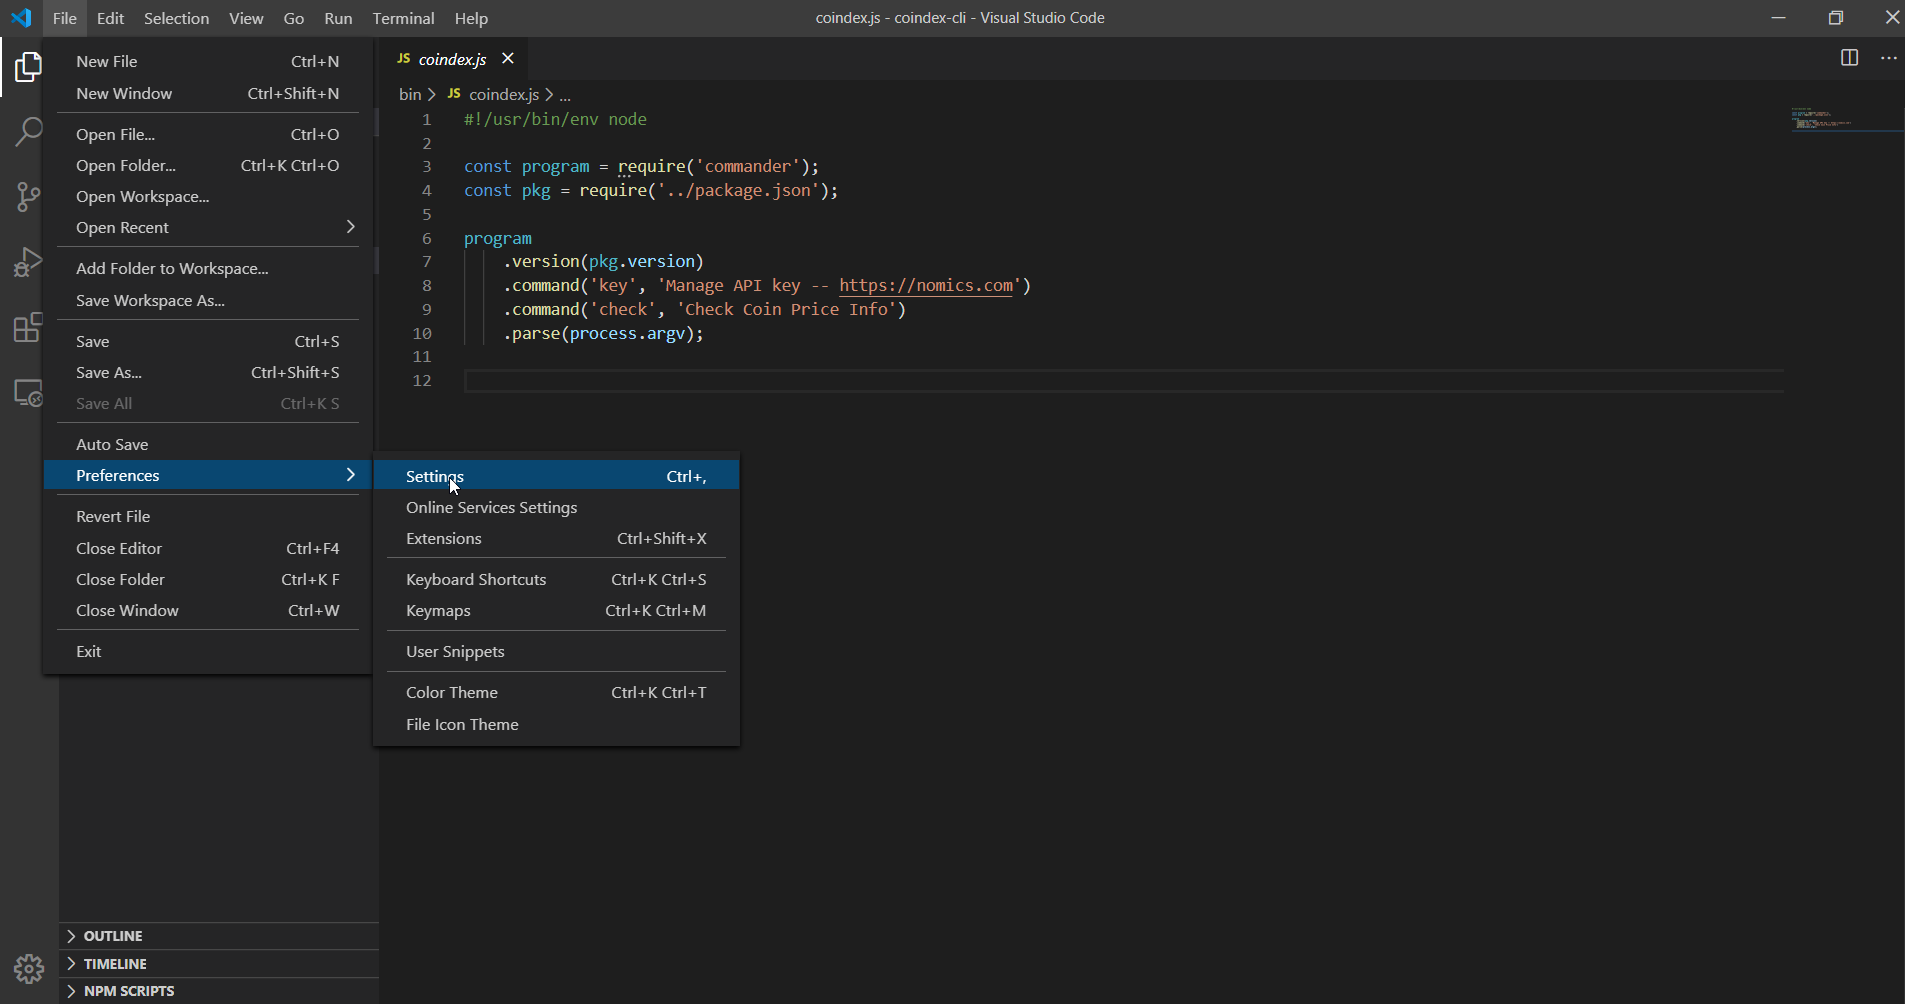 File Edit Selection View Go Run Terminal Help
coindex.js - coindex-cli - Visual Studio Code
New File Ctrl+N
New Window Ctrl+Shift+N
Open File... Ctrl+O
Open Folder... Ctrl+K Ctrl+O
Open Workspace...
Open Recent
Add Folder to Workspace...
Save Workspace As...
Save Ctrl+S
Save As... Ctrl+Shift+S
Save All Ctrl+K S
Auto Save
Preferences
Revert File
Close Editor Ctrl+F4
Close Folder Ctrl+K F
Close Window Ctrl+W
Exit
Settings Ctrl+,
Online Services Settings
Extensions Ctrl+Shift+X
Keyboard Shortcuts Ctrl+K Ctrl+S
Keymaps Ctrl+K Ctrl+M
User Snippets
Color Theme Ctrl+K Ctrl+T
File Icon Theme
JS coindex.js
bin > JS coindex.js > ...
1 #!/usr/bin/env node
2
3 const program = require('commander');
4 const pkg = require('../package.json');
5
6 program
7 .version(pkg.version)
8 .command('key', 'Manage API key -- https://nomics.com')
9 .command('check', 'Check Coin Price Info')
10 .parse(process.argv);
11
12
OUTLINE
TIMELINE
NPM SCRIPTS